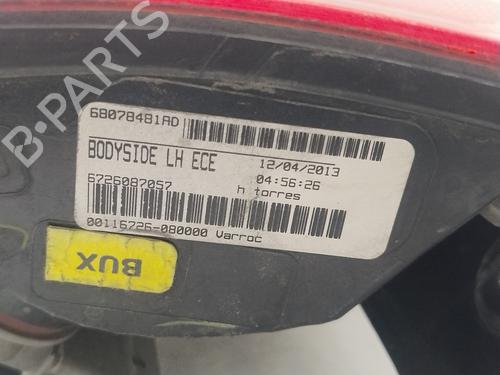 68078481AD
BODYSIDE LH ECE
12/04/2013
04:56:26
6726087057
h torres
00116726-080000 Varroc
BUX
B-PARTS